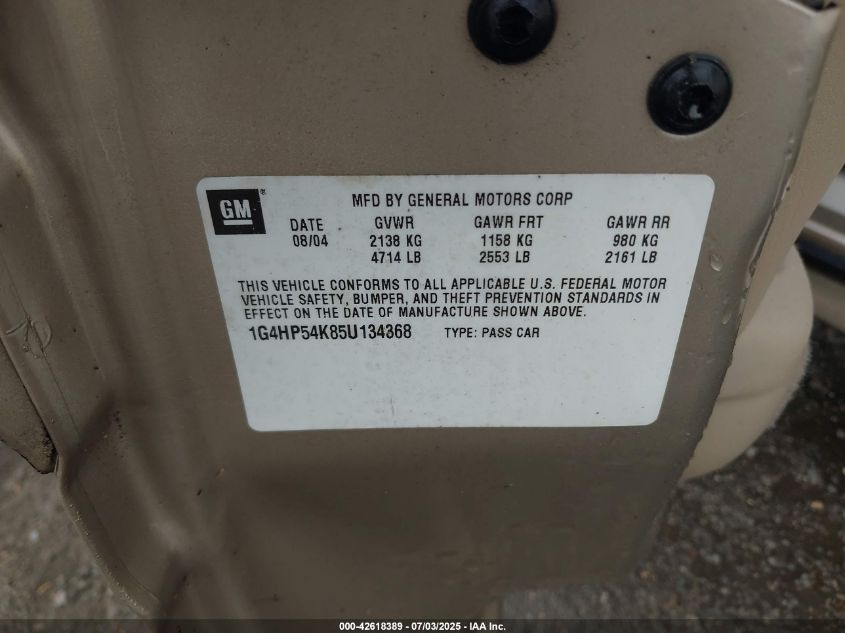 GM®
MFD BY GENERAL MOTORS CORP
DATE GVWR GAWR FRT GAWR RR
08/04 2138 KG 1158 KG 980 KG
4714 LB 2553 LB 2161 LB
THIS VEHICLE CONFORMS TO ALL APPLICABLE U.S. FEDERAL MOTOR
VEHICLE SAFETY, BUMPER, AND THEFT PREVENTION STANDARDS IN
EFFECT ON THE DATE OF MANUFACTURE SHOWN ABOVE.
1G4HP54K85U134368 TYPE: PASS CAR
000-42618389 - 07/03/2025 - IAA Inc.